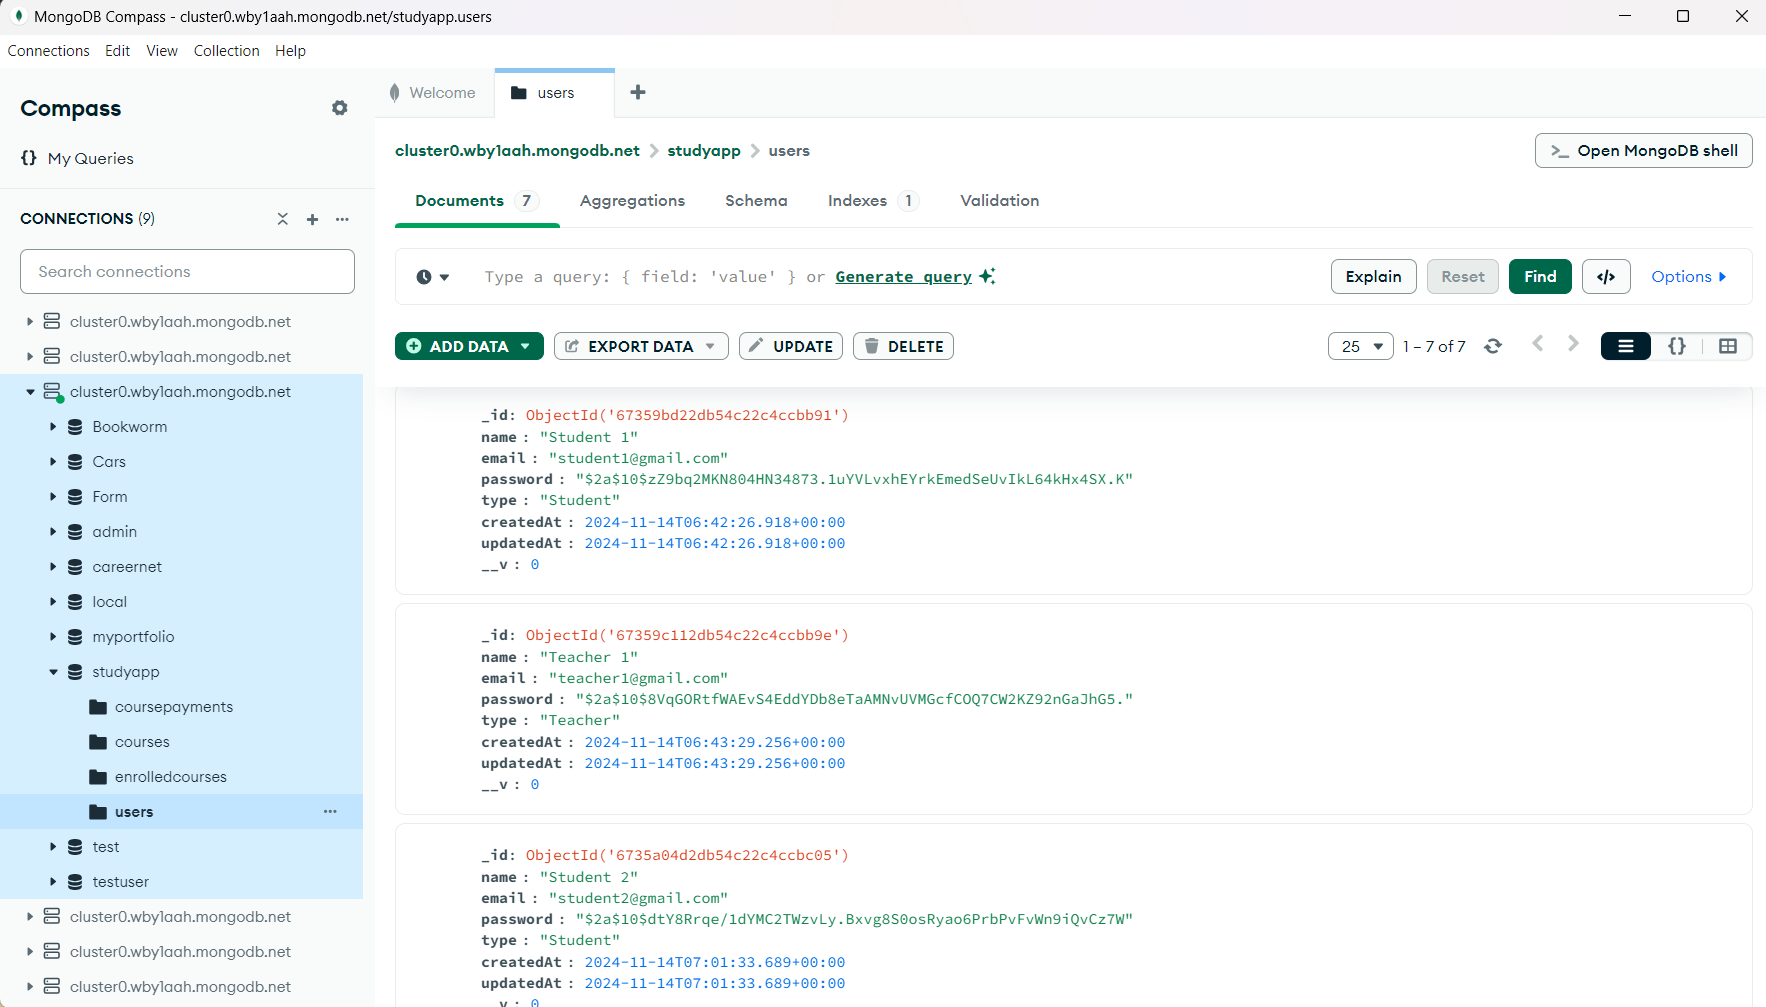 MongoDB Compass - cluster0.wby1aah.mongodb.net/studyapp.users
Connections Edit View Collection Help
Compass
{} My Queries
CONNECTIONS (9)
Search connections
cluster0.wby1aah.mongodb.net
cluster0.wby1aah.mongodb.net
cluster0.wby1aah.mongodb.net
Bookworm
Cars
Form
admin
careernet
local
myportfolio
studyapp
coursepayments
courses
enrolledcourses
users
test
testuser
cluster0.wby1aah.mongodb.net
cluster0.wby1aah.mongodb.net
cluster0.wby1aah.mongodb.net
Welcome users
cluster0.wby1aah.mongodb.net > studyapp > users
>_ Open MongoDB shell
Documents 7 Aggregations Schema Indexes 1 Validation
Type a query: { field: 'value' } or Generate query
Explain Reset Find </> Options
ADD DATA EXPORT DATA UPDATE DELETE
25 1 – 7 of 7 {}
_id: ObjectId('67359bd22db54c22c4ccbb91')
name : "Student 1"
email : "student1@gmail.com"
password : "$2a$10$zZ9bq2MKN804HN34873.1uYVLvxhEYrkEmedSeUvIkL64kHx4SX.K"
type : "Student"
createdAt : 2024-11-14T06:42:26.918+00:00
updatedAt : 2024-11-14T06:42:26.918+00:00
__v : 0
_id: ObjectId('67359c112db54c22c4ccbb9e')
name : "Teacher 1"
email : "teacher1@gmail.com"
password : "$2a$10$8VqGORtfWAEvS4EddYDb8eTaAMNvUVMGcfCOQ7CW2KZ92nGaJhG5."
type : "Teacher"
createdAt : 2024-11-14T06:43:29.256+00:00
updatedAt : 2024-11-14T06:43:29.256+00:00
__v : 0
_id: ObjectId('6735a04d2db54c22c4ccbc05')
name : "Student 2"
email : "student2@gmail.com"
password : "$2a$10$dtY8Rrqe/1dYMC2TWzvLy.Bxvg8S0osRyao6PrbPvFvWn9iQvCz7W"
type : "Student"
createdAt : 2024-11-14T07:01:33.689+00:00
updatedAt : 2024-11-14T07:01:33.689+00:00
__v : 0